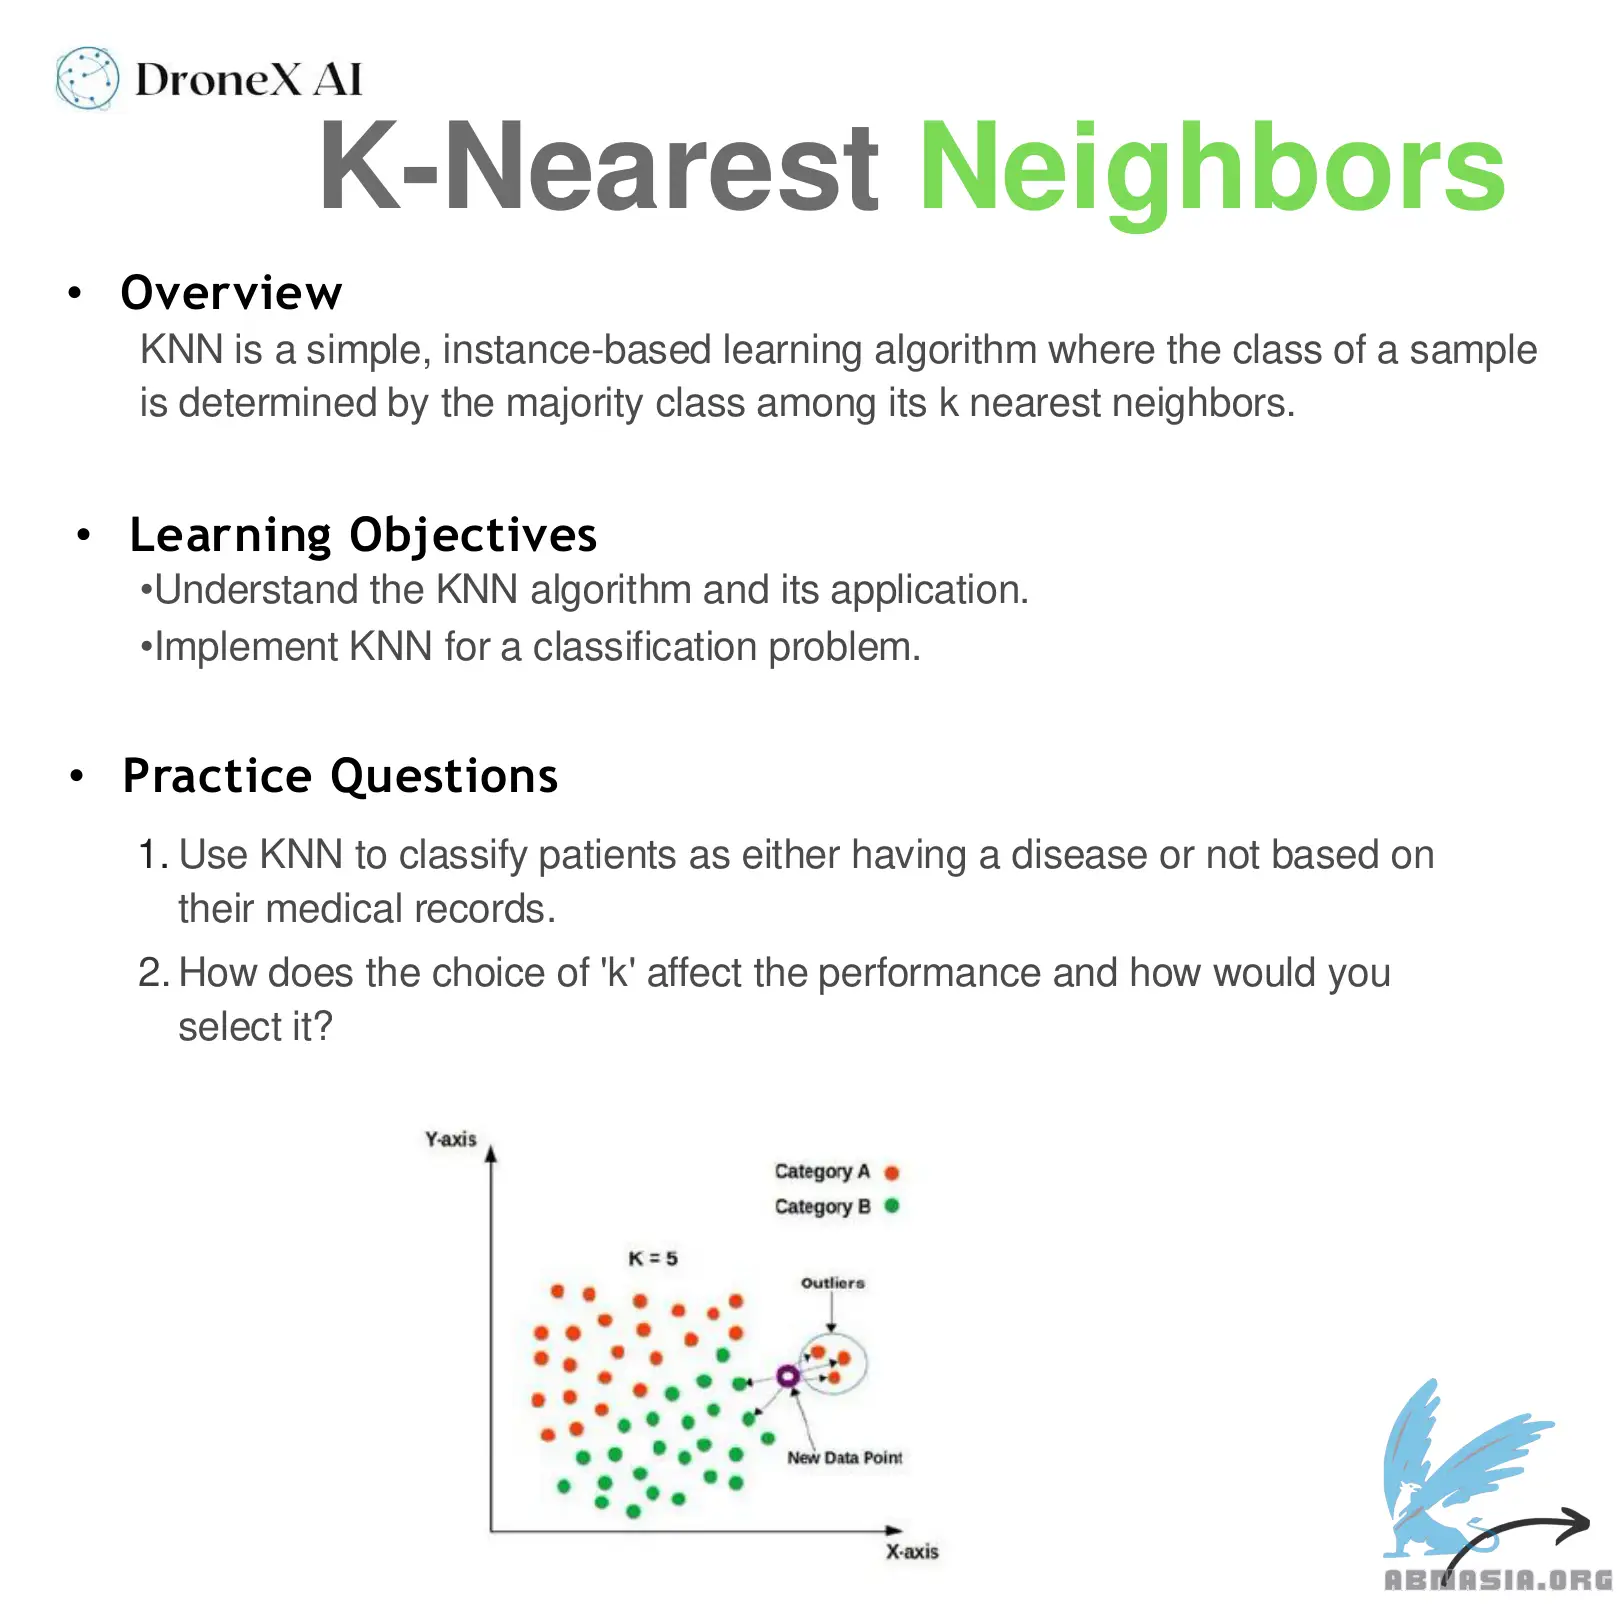 DroneX AI
K-Nearest Neighbors
• Overview
KNN is a simple, instance-based learning algorithm where the class of a sample
is determined by the majority class among its k nearest neighbors.
• Learning Objectives
•Understand the KNN algorithm and its application.
•Implement KNN for a classification problem.
• Practice Questions
1. Use KNN to classify patients as either having a disease or not based on
their medical records.
2. How does the choice of 'k' affect the performance and how would you
select it?
Y-axis
Category A
Category B
K = 5
Outliers
New Data Point
X-axis
ABNASIA.ORG